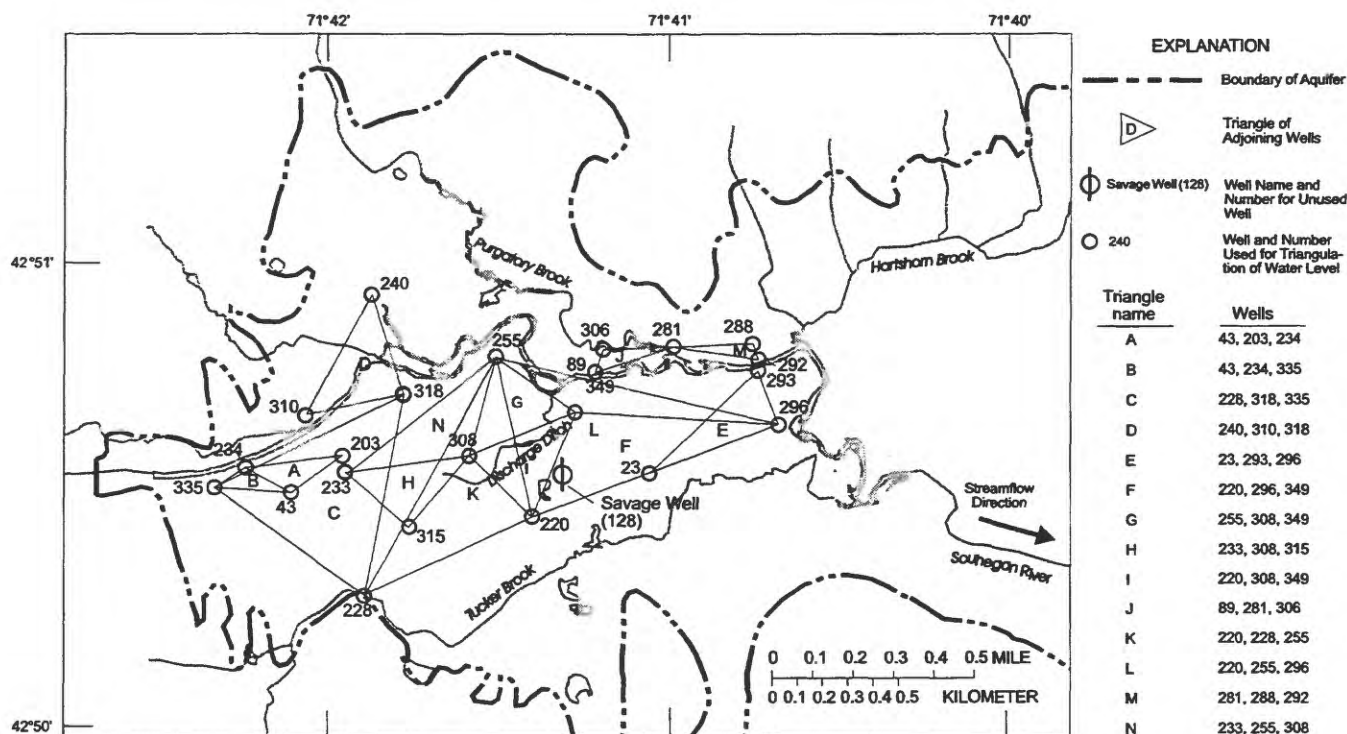 71°42'
71°41'
71°40'
42°51'
42°50'
Purgatory Brook
Hartshorn Brook
240
255
306
281
288
J
M
89
292
293
349
D
318
310
G
296
N
L
234
203
308
Discharge Ditch
F
E
A
233
23
335
B
H
I
43
C
K
315
220
Savage Well
(128)
228
Tucker Brook
Streamflow
Direction
Souhegan River
0 0.1 0.2 0.3 0.4 0.5 MILE
0 0.1 0.2 0.3 0.4 0.5 KILOMETER
EXPLANATION
Boundary of Aquifer
D
Triangle of
Adjoining Wells
Savage Well (128)
Well Name and
Number for Unused
Well
240
Well and Number
Used for Triangula-
tion of Water Level
Triangle
name
Wells
A 43, 203, 234
B 43, 234, 335
C 228, 318, 335
D 240, 310, 318
E 23, 293, 296
F 220, 296, 349
G 255, 308, 349
H 233, 308, 315
I 220, 308, 349
J 89, 281, 306
K 220, 228, 255
L 220, 255, 296
M 281, 288, 292
N 233, 255, 308